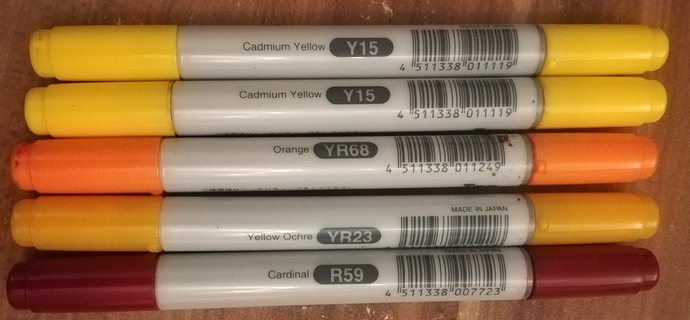 Cadmium Yellow Y15
4 511338 011119
Cadmium Yellow Y15
4 511338 011119
Orange YR68
4 511338 011249
MADE IN JAPAN
Yellow Ochre YR23
Cardinal R59
4 511338 007723